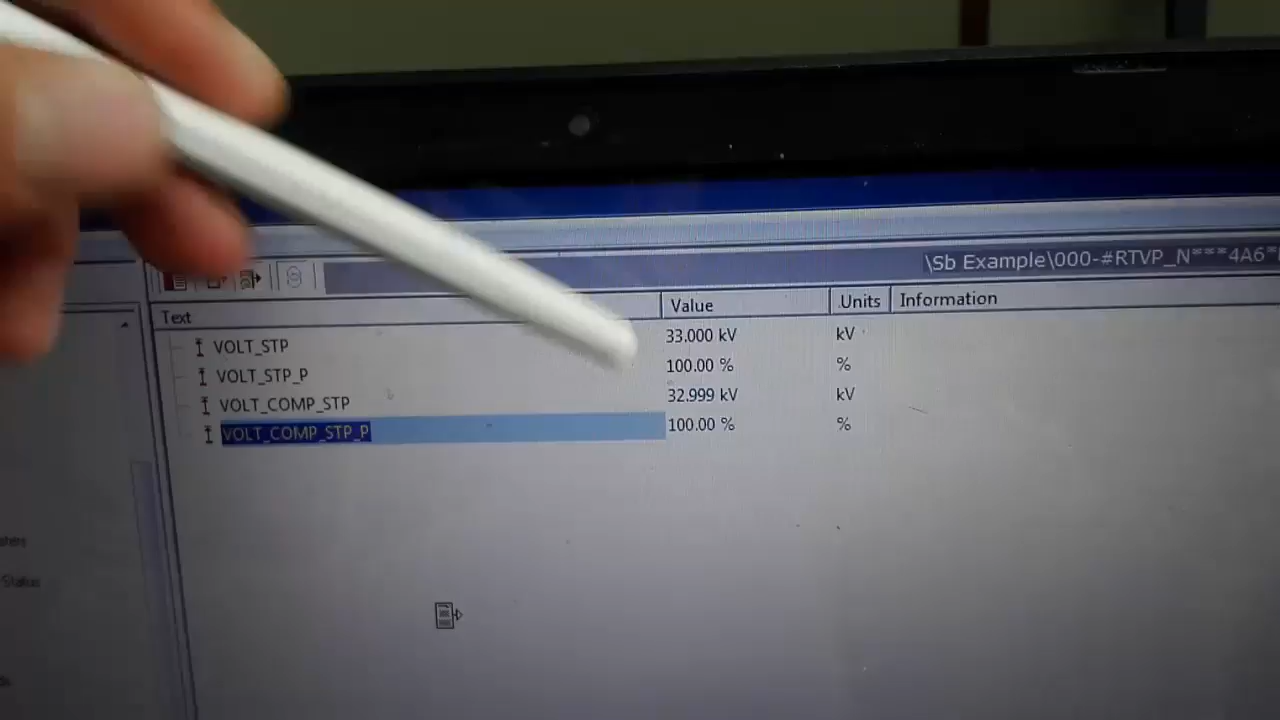 \Sb Example\000-#RTVP_N***4A6*
Text Value Units Information
VOLT_STP 33.000 kV kV
VOLT_STP_P 100.00 % %
VOLT_COMP_STP 32.999 kV kV
VOLT_COMP_STP_P 100.00 % %
Status